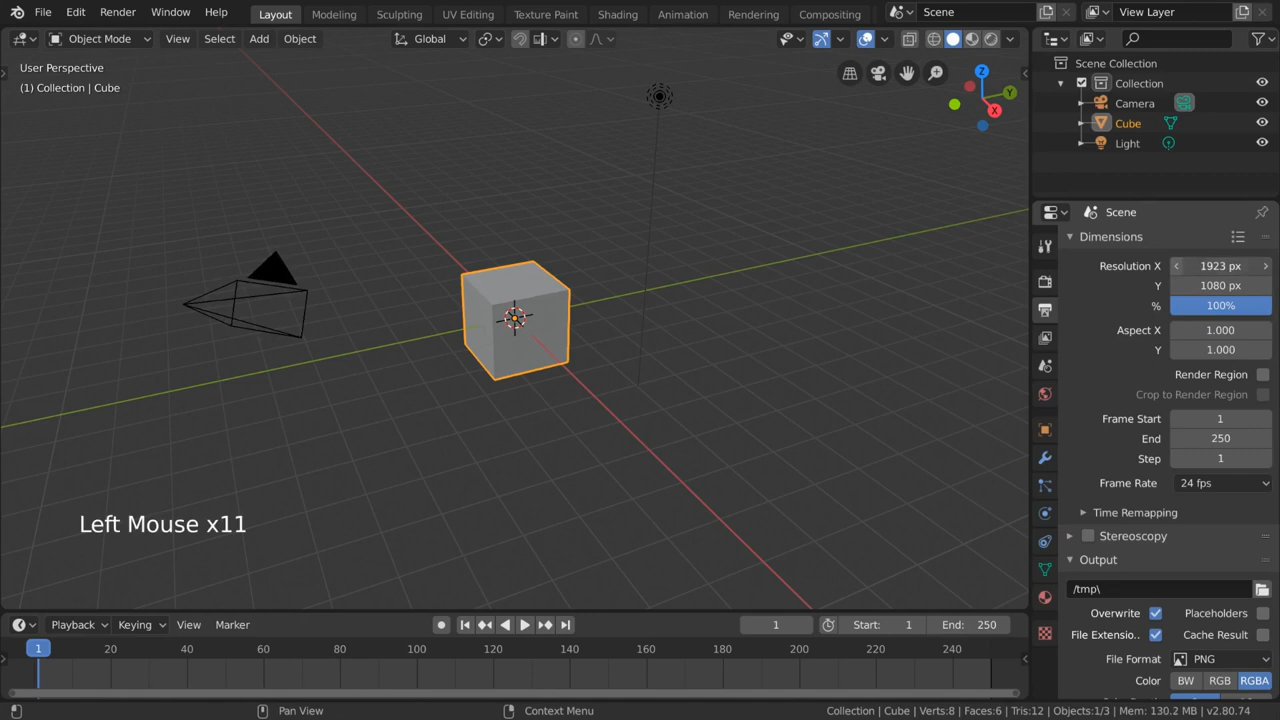 File Edit Render Window Help Layout Modeling Sculpting UV Editing Texture Paint Shading Animation Rendering Compositing Scene View Layer
Object Mode View Select Add Object Global
User Perspective
(1) Collection | Cube
Z
Y
X
Scene Collection
Collection
Camera
Cube
Light
Scene
Dimensions
Resolution X 1923 px
Y 1080 px
% 100%
Aspect X 1.000
Y 1.000
Render Region
Crop to Render Region
Frame Start 1
End 250
Step 1
Frame Rate 24 fps
Time Remapping
Stereoscopy
Output
/tmp\
Overwrite Placeholders
File Extensio.. Cache Result
File Format PNG
Color BW RGB RGBA
Left Mouse x11
Playback Keying View Marker 1 Start: 1 End: 250
1 20 40 60 80 100 120 140 160 180 200 220 240
Pan View Context Menu Collection | Cube | Verts:8 | Faces:6 | Tris:12 | Objects:1/3 | Mem: 130.2 MB | v2.80.74